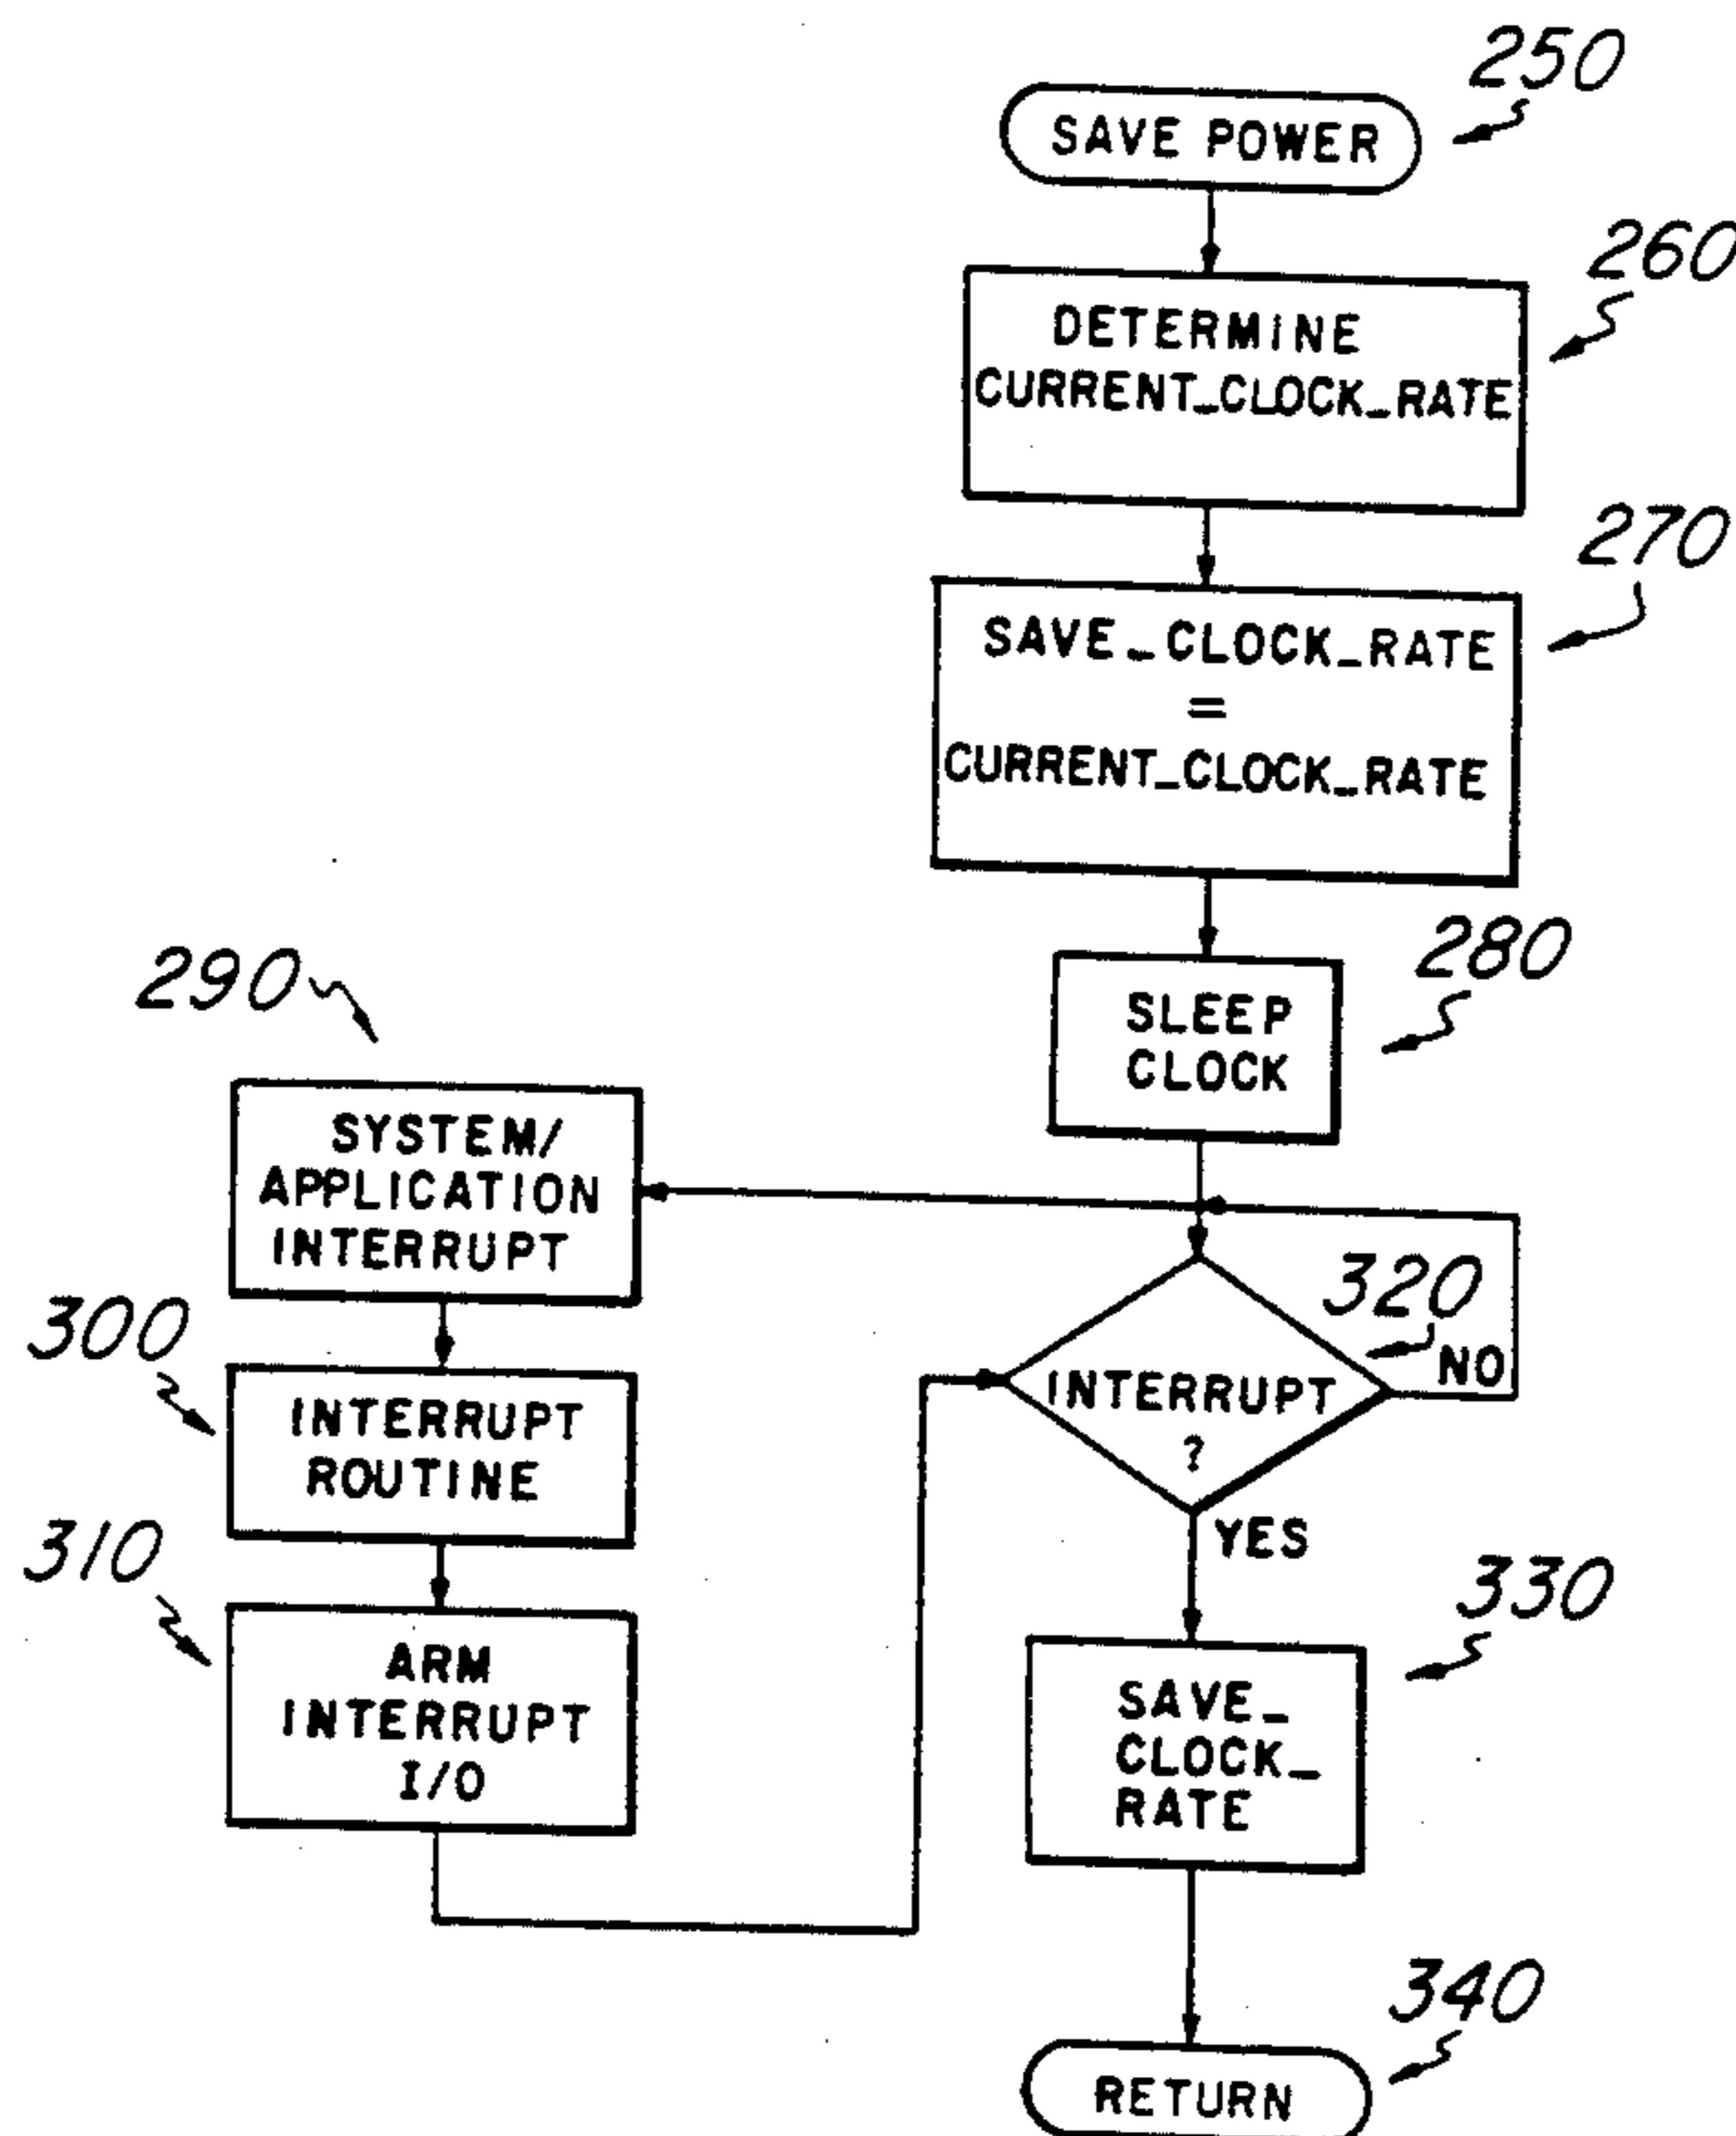 250
SAVE POWER
260
DETERMINE
CURRENT_CLOCK_RATE
270
SAVE_CLOCK_RATE
=
CURRENT_CLOCK_RATE
280
SLEEP
CLOCK
290
SYSTEM/
APPLICATION
INTERRUPT
300
INTERRUPT
ROUTINE
310
ARM
INTERRUPT
I/O
320
NO
INTERRUPT
?
YES
330
SAVE_
CLOCK_
RATE
340
RETURN